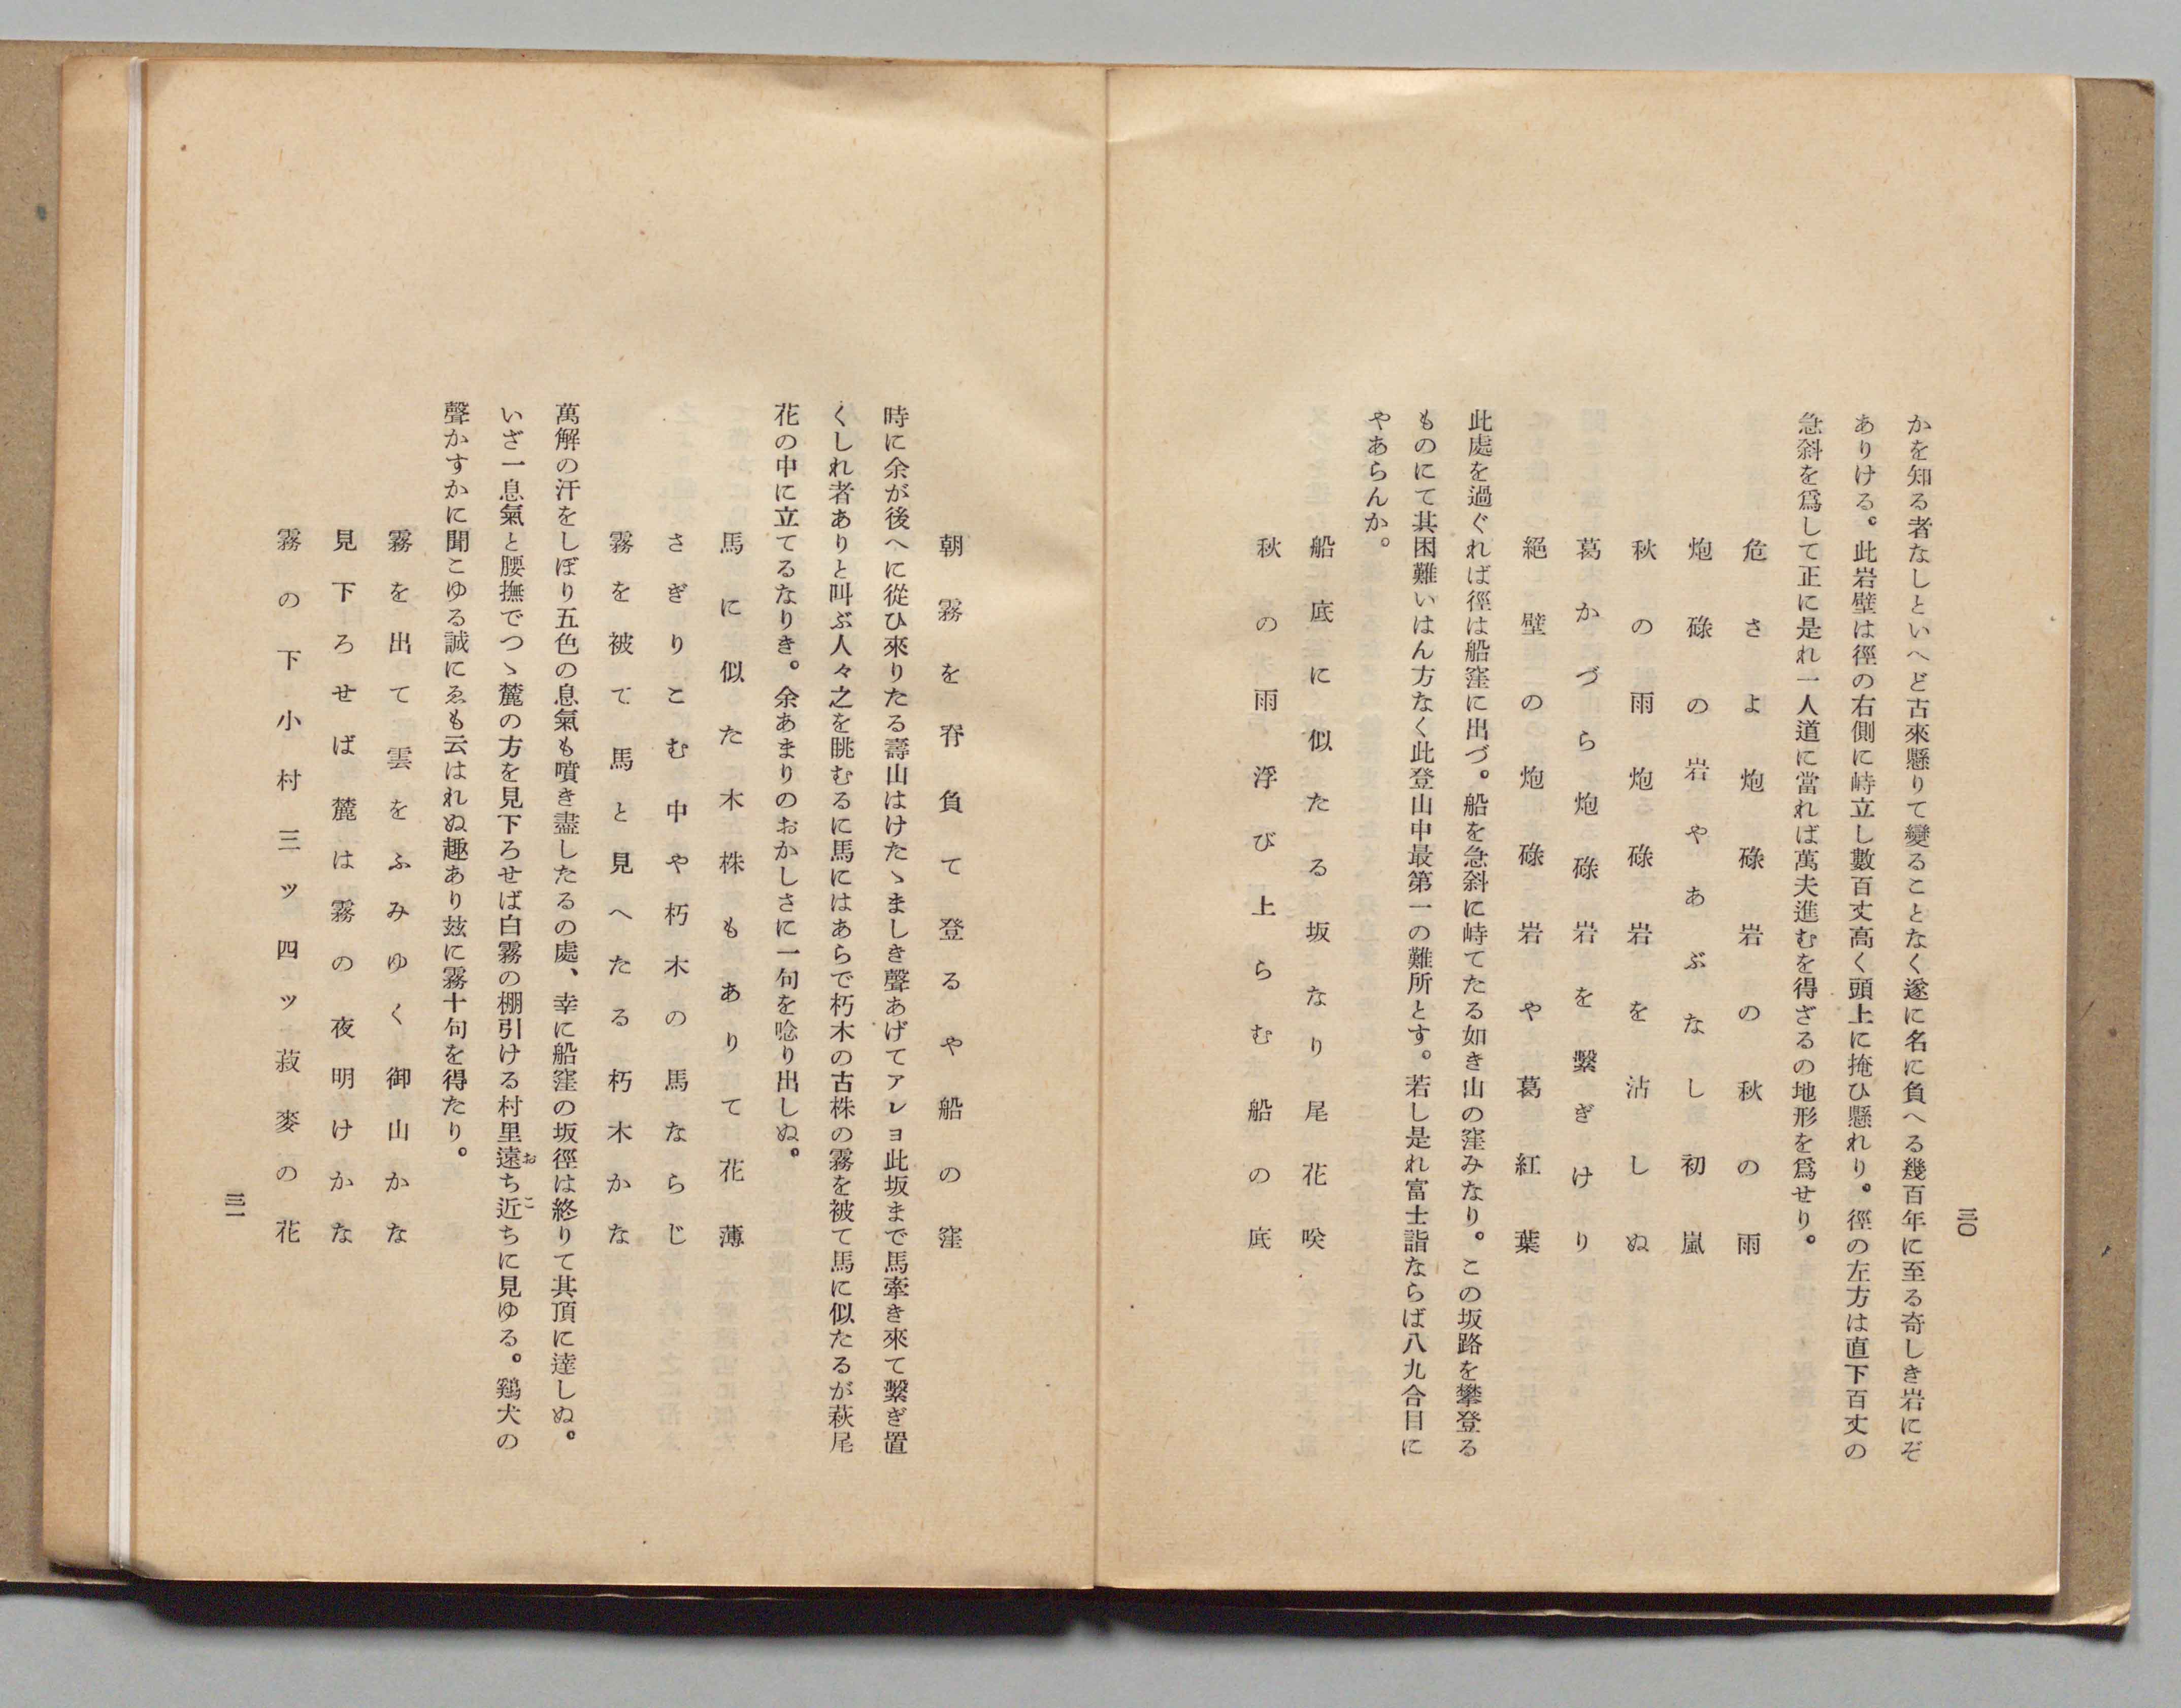 三〇
かを知る者なしといへど古來懸りて變ることなく遂に名に負へる幾百年に至る奇しき岩にぞ
ありける。此岩壁は徑の右側に峙立し數百丈高く頭上に掩ひ懸れり。徑の左方は直下百丈の
急斜を爲して正に是れ一人道に當れば萬夫進むを得ざるの地形を爲せり。
危さよ炮碌岩の秋の雨
炮碌の岩やあぶなし初嵐
秋の雨炮碌岩を沾しぬ
葛かづら炮碌岩を繫ぎけり
絕壁の炮碌岩や葛紅葉
此處を過ぐれば徑は船窪に出づ。船を急斜に峙てたる如き山の窪みなり。この坂路を攀登る
ものにて其困難いはん方なく此登山中最第一の難所とす。若し是れ富士詣ならば八九合目に
やあらんか。
船底に似たる坂なり尾花咲
秋の雨浮び上らむ船の底
朝霧を脊負て登るや船の窪
時に余が後へに從ひ來りたる壽山はけたゝましき聲あげてアレヨ此坂まで馬牽き來て繫ぎ置
くしれ者ありと叫ぶ人々之を眺むるに馬にはあらで朽木の古株の霧を被て馬に似たるが萩尾
花の中に立てるなりき。余あまりのおかしさに一句を唸り出しぬ。
馬に似た木株もありて花薄
さぎりこむ中や朽木の馬ならじ
霧を被て馬と見へたる朽木かな
萬解の汗をしぼり五色の息氣も噴き盡したるの處、幸に船窪の坂徑は終りて其頂に達しぬ。
いざ一息氣と腰撫でつゝ麓の方を見下ろせば白霧の棚引ける村里遠おち近こちに見ゆる。鷄犬の
聲かすかに聞こゆる誠にゑも云はれぬ趣あり玆に霧十句を得たり。
霧を出て雲をふみゆく御山かな
見下ろせば麓は霧の夜明けかな
霧の下小村三ッ四ッ蕎麥の花
三一